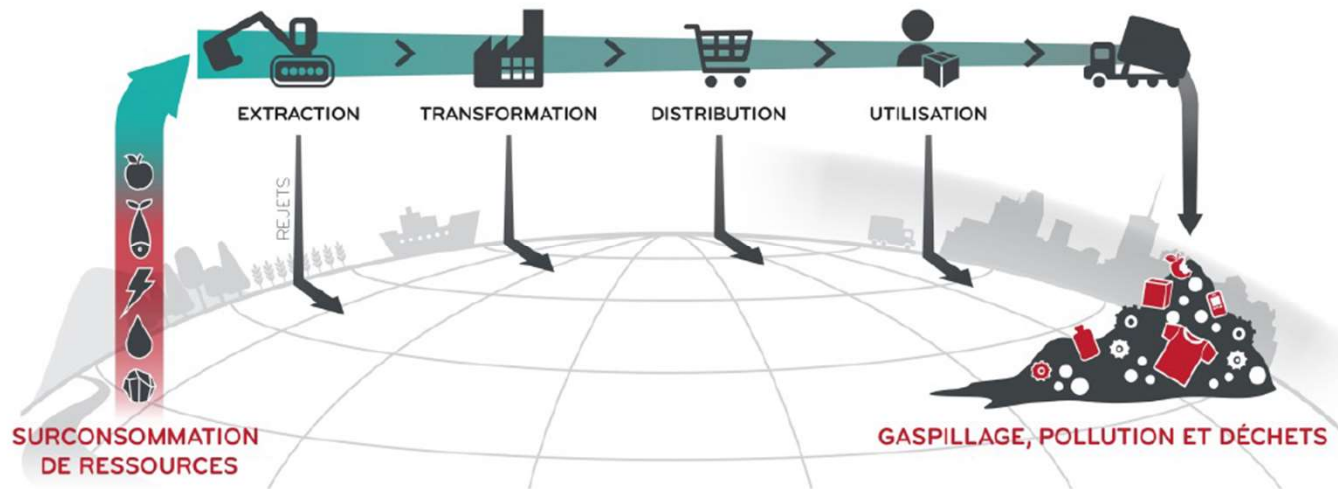 EXTRACTION
TRANSFORMATION
DISTRIBUTION
UTILISATION
REJETS
SURCONSOMMATION
DE RESSOURCES
GASPILLAGE, POLLUTION ET DÉCHETS